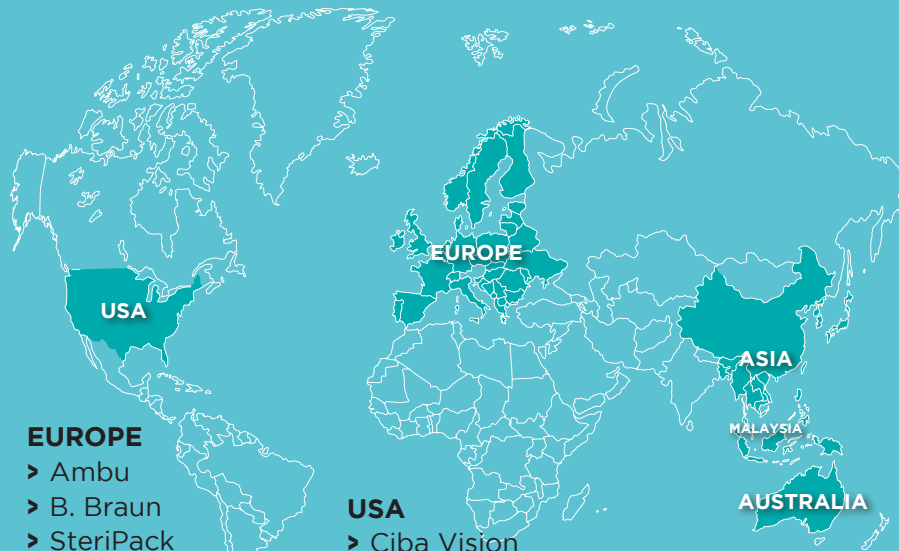 EUROPE
USA
ASIA
MALAYSIA
AUSTRALIA
EUROPE
> Ambu
> B. Braun
> SteriPack
USA
> Ciba Vision